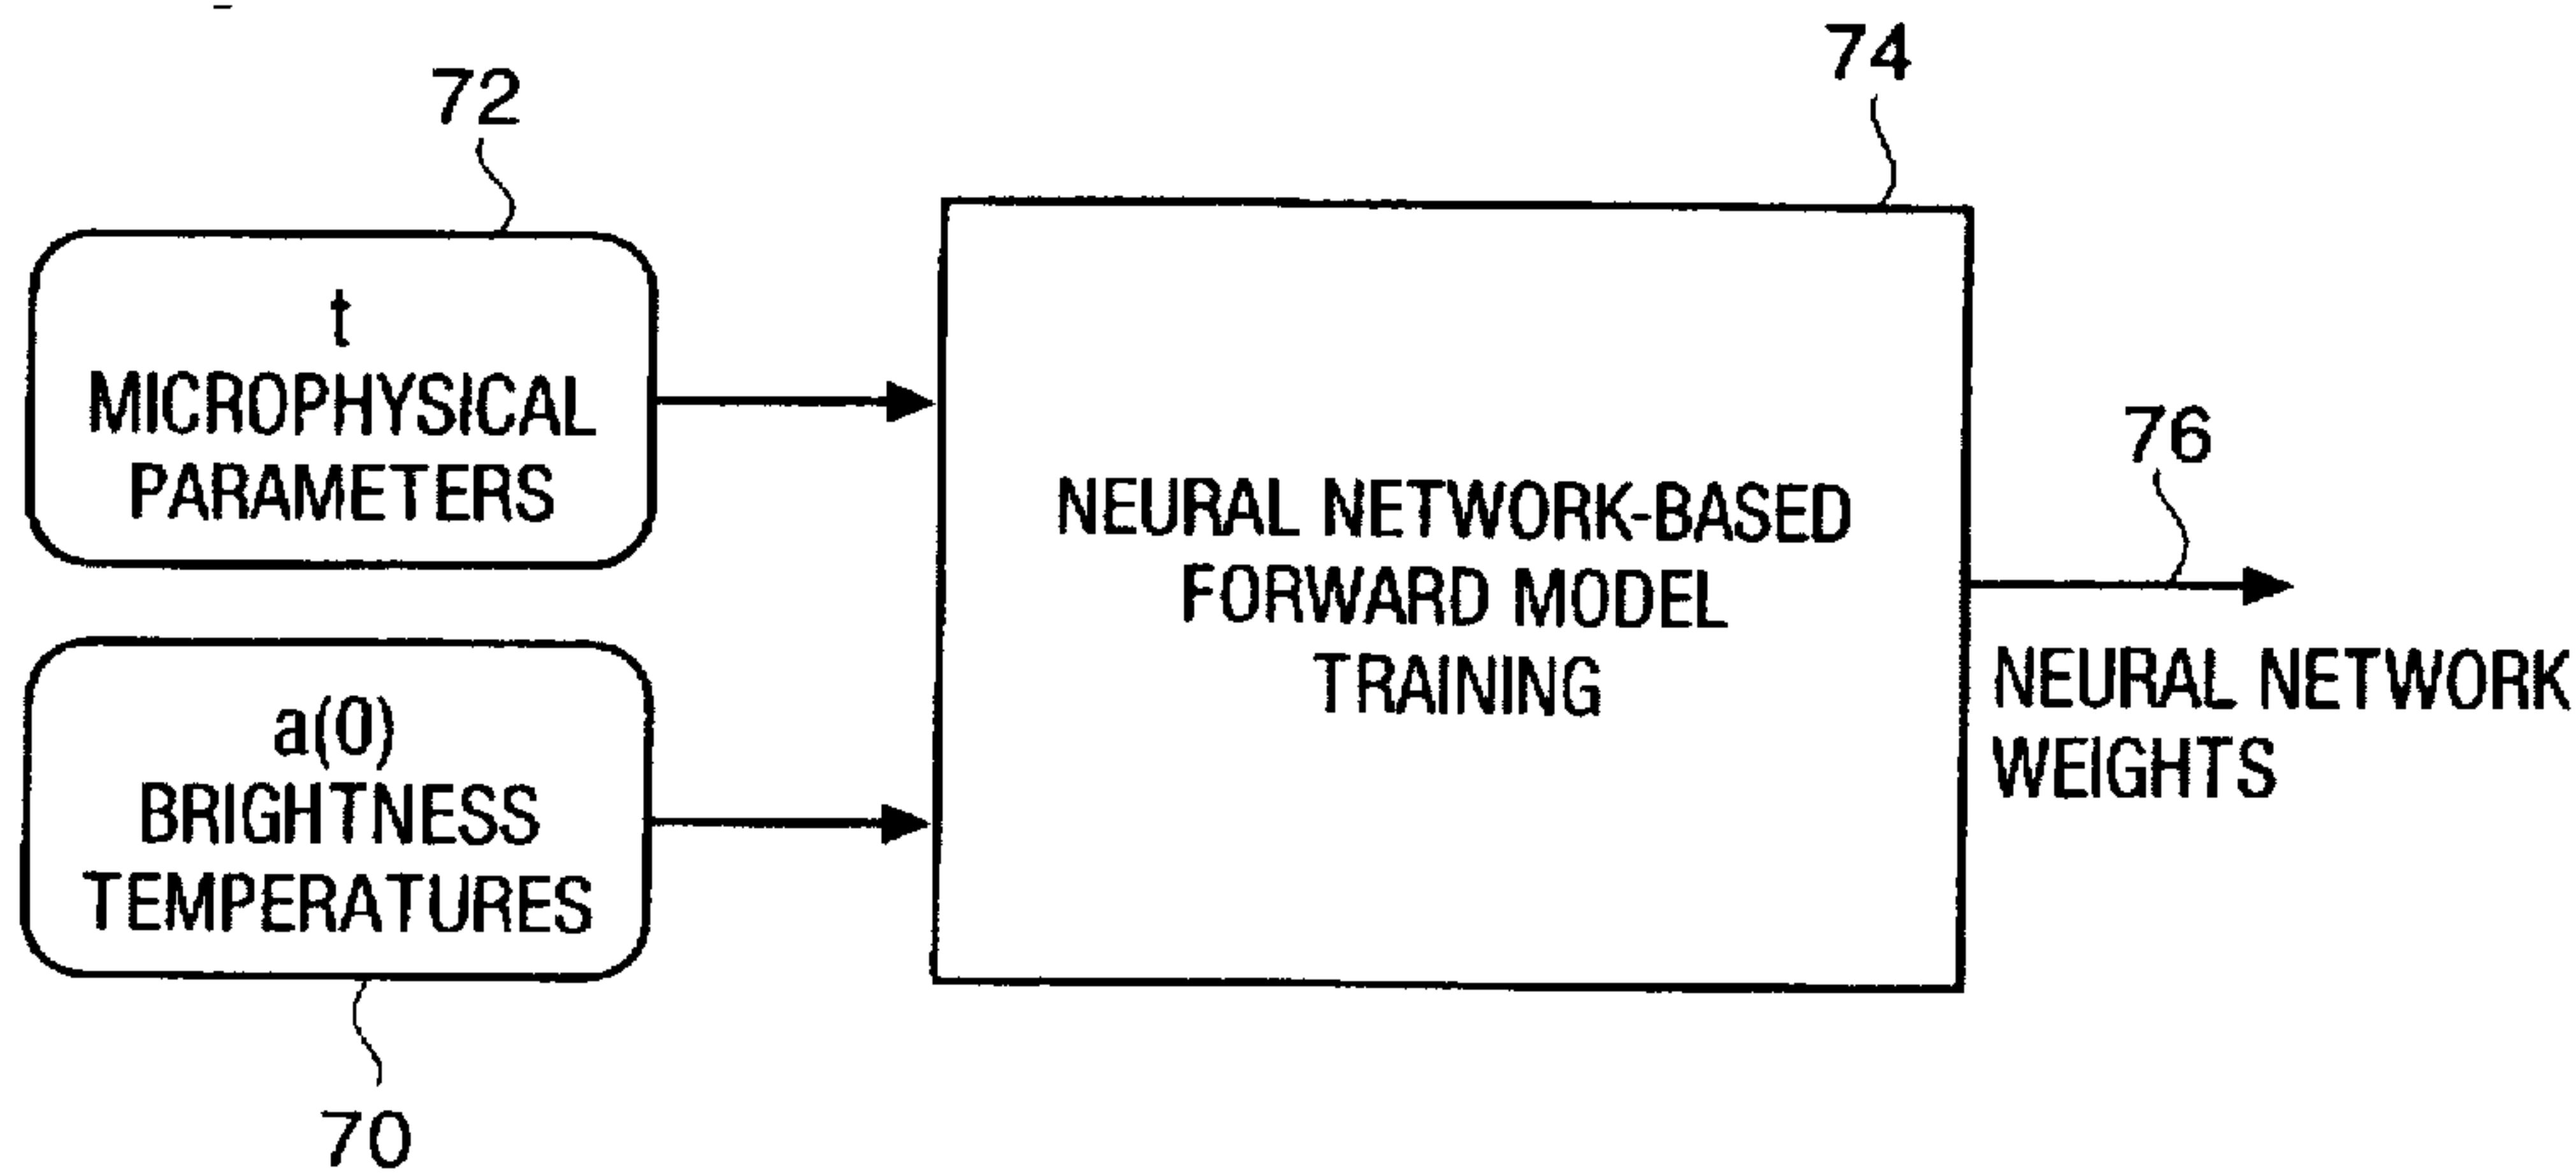 72
t
MICROPHYSICAL
PARAMETERS
a(0)
BRIGHTNESS
TEMPERATURES
70
74
NEURAL NETWORK-BASED
FORWARD MODEL
TRAINING
76
NEURAL NETWORK
WEIGHTS